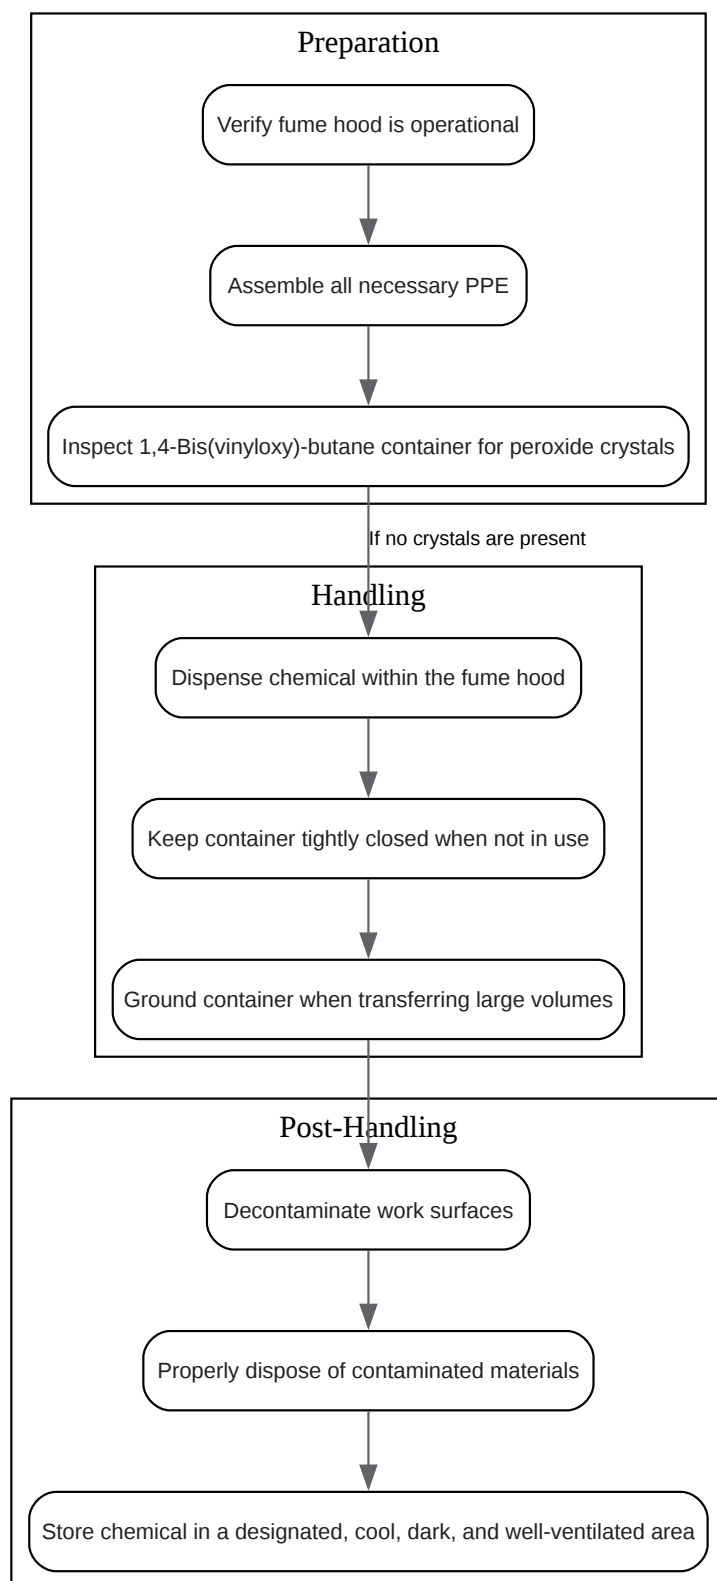 Preparation
Verify fume hood is operational
Assemble all necessary PPE
Inspect 1,4-Bis(vinyloxy)-butane container for peroxide crystals
If no crystals are present
Handling
Dispense chemical within the fume hood
Keep container tightly closed when not in use
Ground container when transferring large volumes
Post-Handling
Decontaminate work surfaces
Properly dispose of contaminated materials
Store chemical in a designated, cool, dark, and well-ventilated area